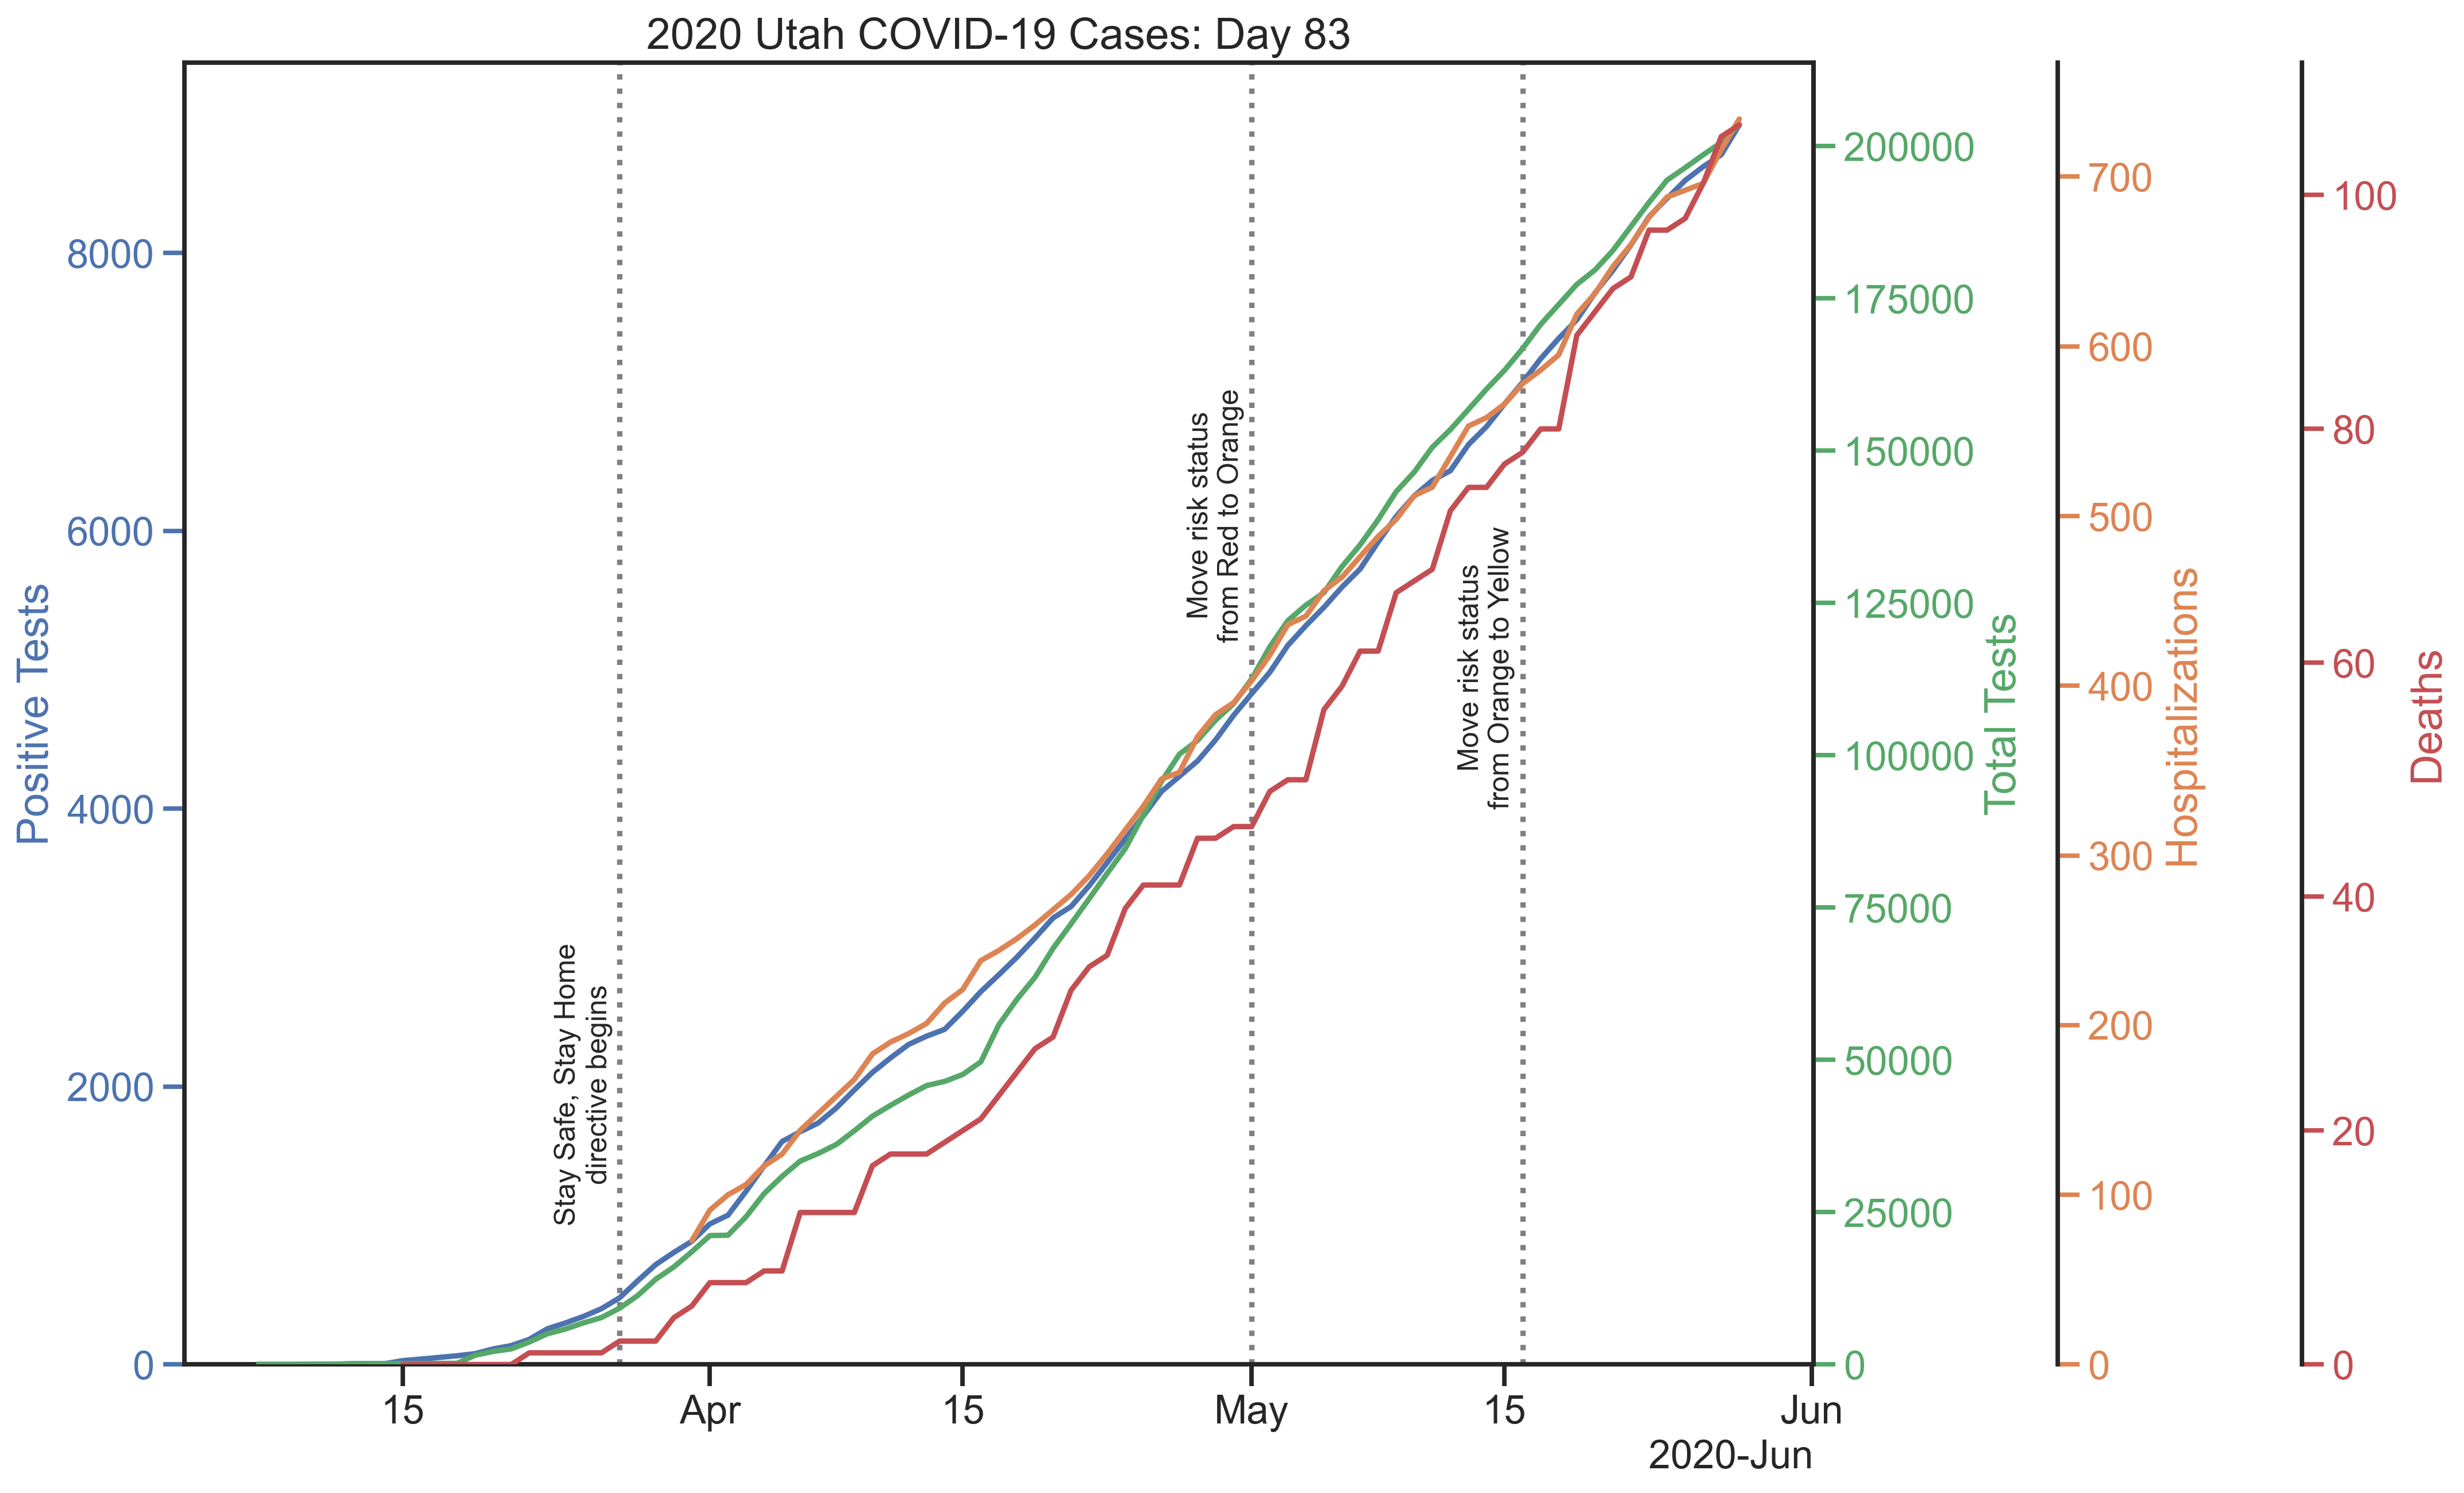 2020 Utah COVID-19 Cases: Day 83
Positive Tests
8000
6000
4000
2000
0
Stay Safe, Stay Home
directive begins
Move risk status
from Red to Orange
Move risk status
from Orange to Yellow
15
Apr
15
May
15
Jun
2020-Jun
200000
175000
150000
125000
100000
75000
50000
25000
0
Total Tests
700
600
500
400
300
200
100
0
Hospitalizations
100
80
60
40
20
0
Deaths